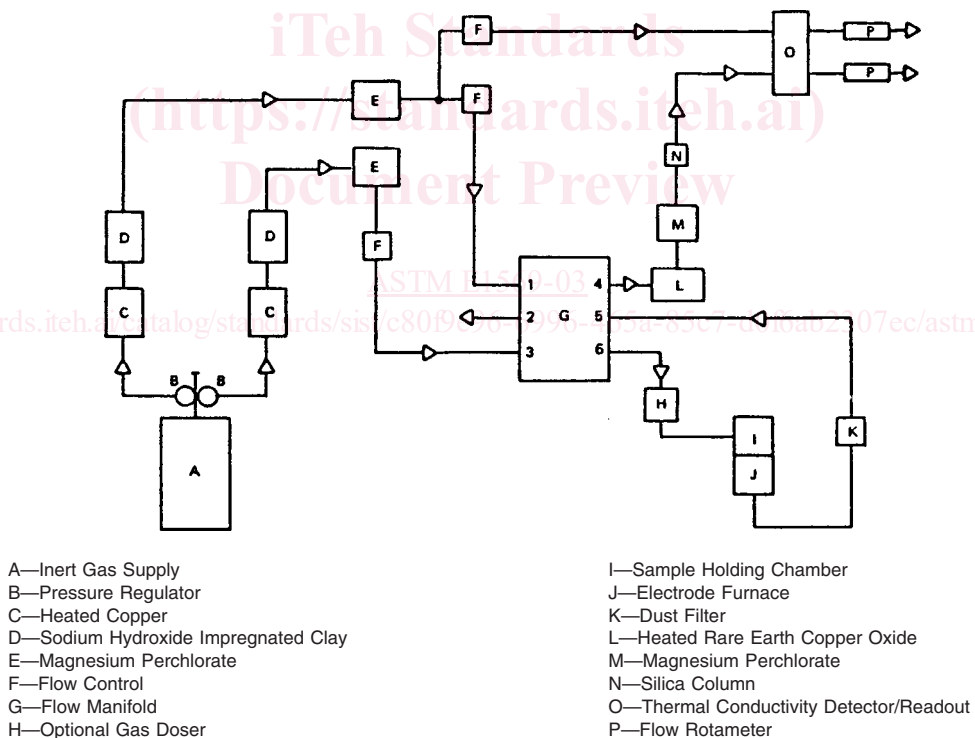 iTeh Standards
(https://standards.iteh.ai)
Document Preview
F
O
P
P
E
F
N
E
D
D
F
M
ASTM E1569-03
1
2
3
G
4
5
6
L
C
C
B
B
H
I
J
K
A
A—Inert Gas Supply
B—Pressure Regulator
C—Heated Copper
D—Sodium Hydroxide Impregnated Clay
E—Magnesium Perchlorate
F—Flow Control
G—Flow Manifold
H—Optional Gas Doser
I—Sample Holding Chamber
J—Electrode Furnace
K—Dust Filter
L—Heated Rare Earth Copper Oxide
M—Magnesium Perchlorate
N—Silica Column
O—Thermal Conductivity Detector/Readout
P—Flow Rotameter